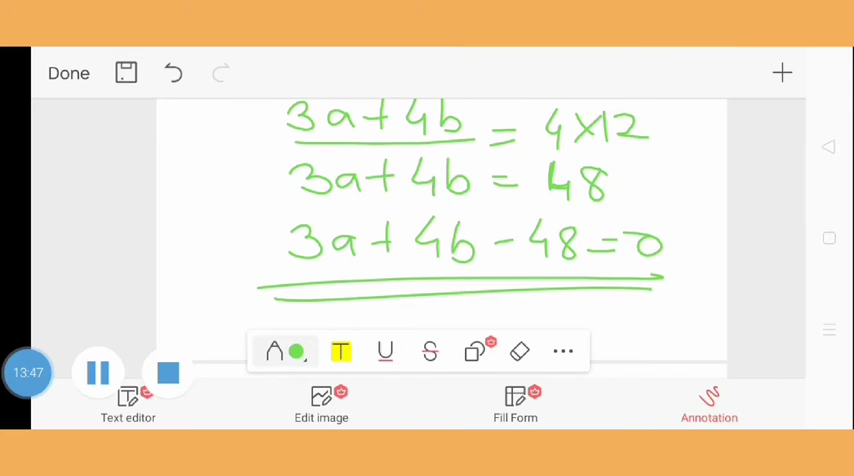 Done
3a + 4b = 4×12
3a + 4b = 48
3a + 4b - 48 = 0
T U S
13:47
Text editor Edit image Fill Form Annotation